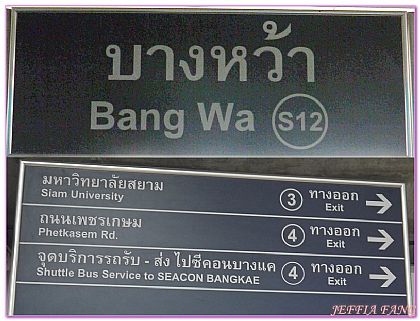 บางหว้า
Bang Wa S12
มหาวิทยาลัยสยาม
Siam University
3 ทางออก
Exit
ถนนเพชรเกษม
Phetkasem Rd.
4 ทางออก
Exit
จุดบริการรถรับ - ส่ง ไปซีคอนบางแค
Shuttle Bus Service to SEACON BANGKAE
4 ทางออก
Exit
JEFFIA FANG